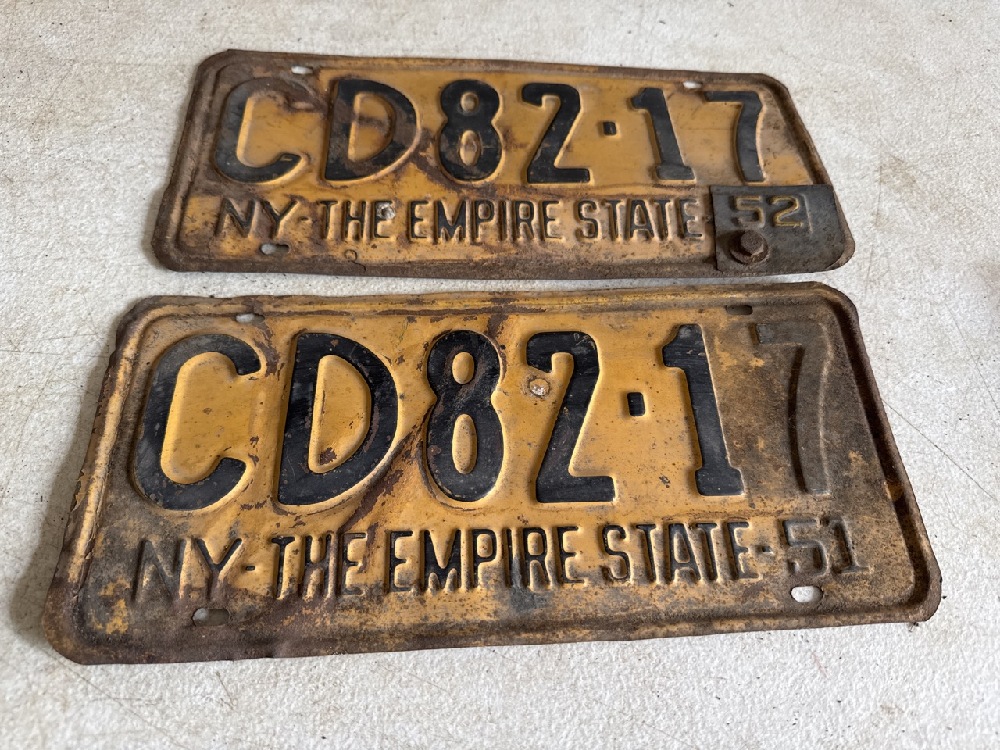 CD82·17
NY-THE EMPIRE STATE-52
CD82·17
NY-THE EMPIRE STATE-51